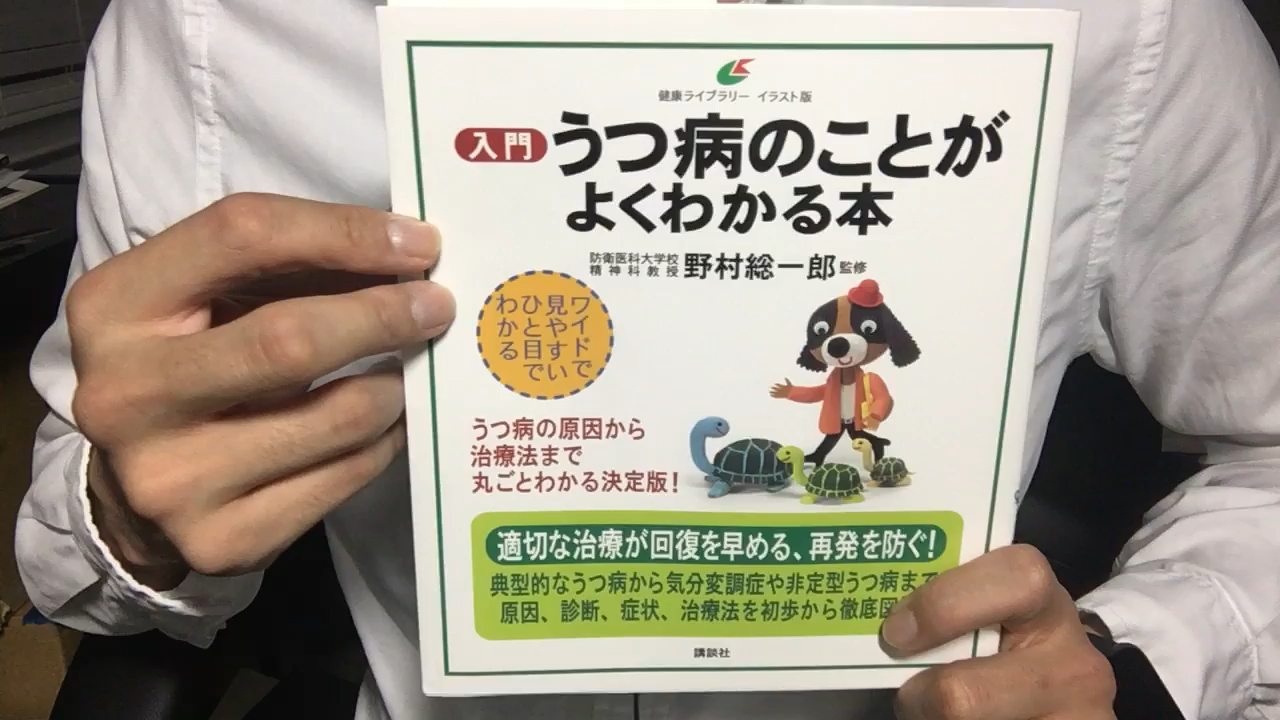 健康ライブラリー イラスト版
入門 うつ病のことが
よくわかる本
防衛医科大学校
精神科教授 野村総一郎 監修
ワイドで
見やすい
ひと目で
わかる
うつ病の原因から
治療法まで
丸ごとわかる決定版！
適切な治療が回復を早める、再発を防ぐ！
典型的なうつ病から気分変調症や非定型うつ病まで
原因、診断、症状、治療法を初歩から徹底図
講談社